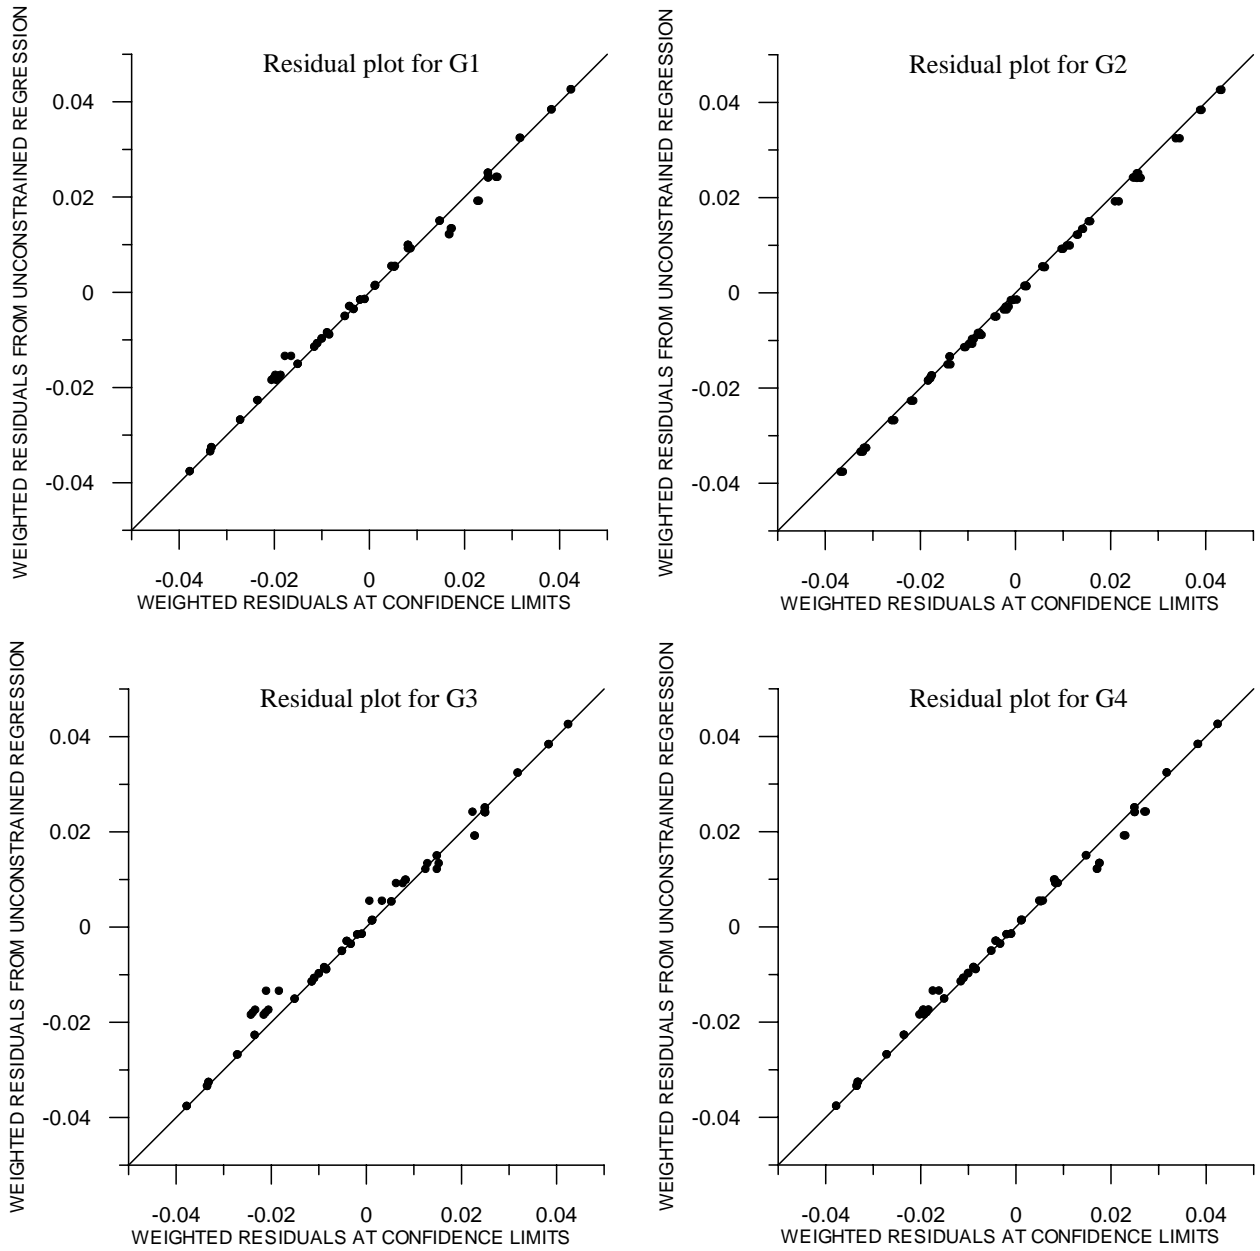 WEIGHTED RESIDUALS FROM UNCONSTRAINED REGRESSION
Residual plot for G1
0.04
0.02
0
-0.02
-0.04
-0.04 -0.02 0 0.02 0.04
WEIGHTED RESIDUALS AT CONFIDENCE LIMITS
WEIGHTED RESIDUALS FROM UNCONSTRAINED REGRESSION
Residual plot for G2
0.04
0.02
0
-0.02
-0.04
-0.04 -0.02 0 0.02 0.04
WEIGHTED RESIDUALS AT CONFIDENCE LIMITS
WEIGHTED RESIDUALS FROM UNCONSTRAINED REGRESSION
Residual plot for G3
0.04
0.02
0
-0.02
-0.04
-0.04 -0.02 0 0.02 0.04
WEIGHTED RESIDUALS AT CONFIDENCE LIMITS
WEIGHTED RESIDUALS FROM UNCONSTRAINED REGRESSION
Residual plot for G4
0.04
0.02
0
-0.02
-0.04
-0.04 -0.02 0 0.02 0.04
WEIGHTED RESIDUALS AT CONFIDENCE LIMITS